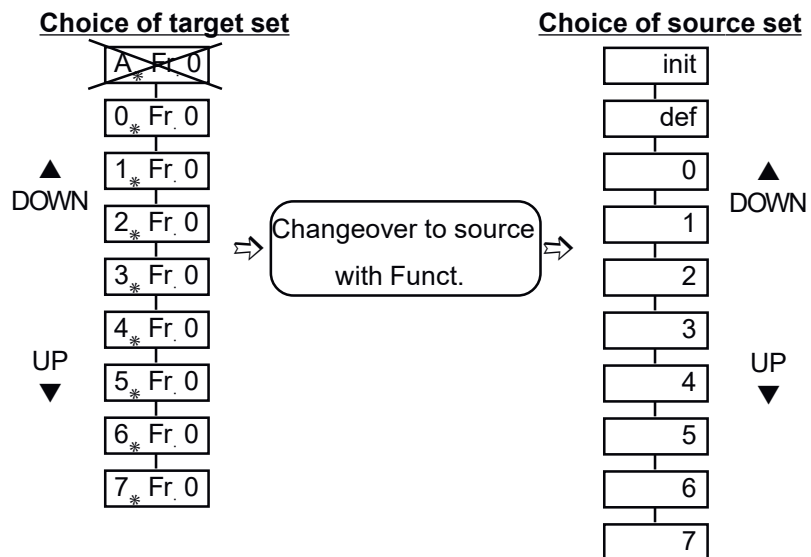 Choice of target set
A* Fr. 0
0* Fr. 0
1* Fr. 0
2* Fr. 0
3* Fr. 0
4* Fr. 0
5* Fr. 0
6* Fr. 0
7* Fr. 0
DOWN
UP
Changeover to source
with Funct.
Choice of source set
init
def
0
1
2
3
4
5
6
7
DOWN
UP